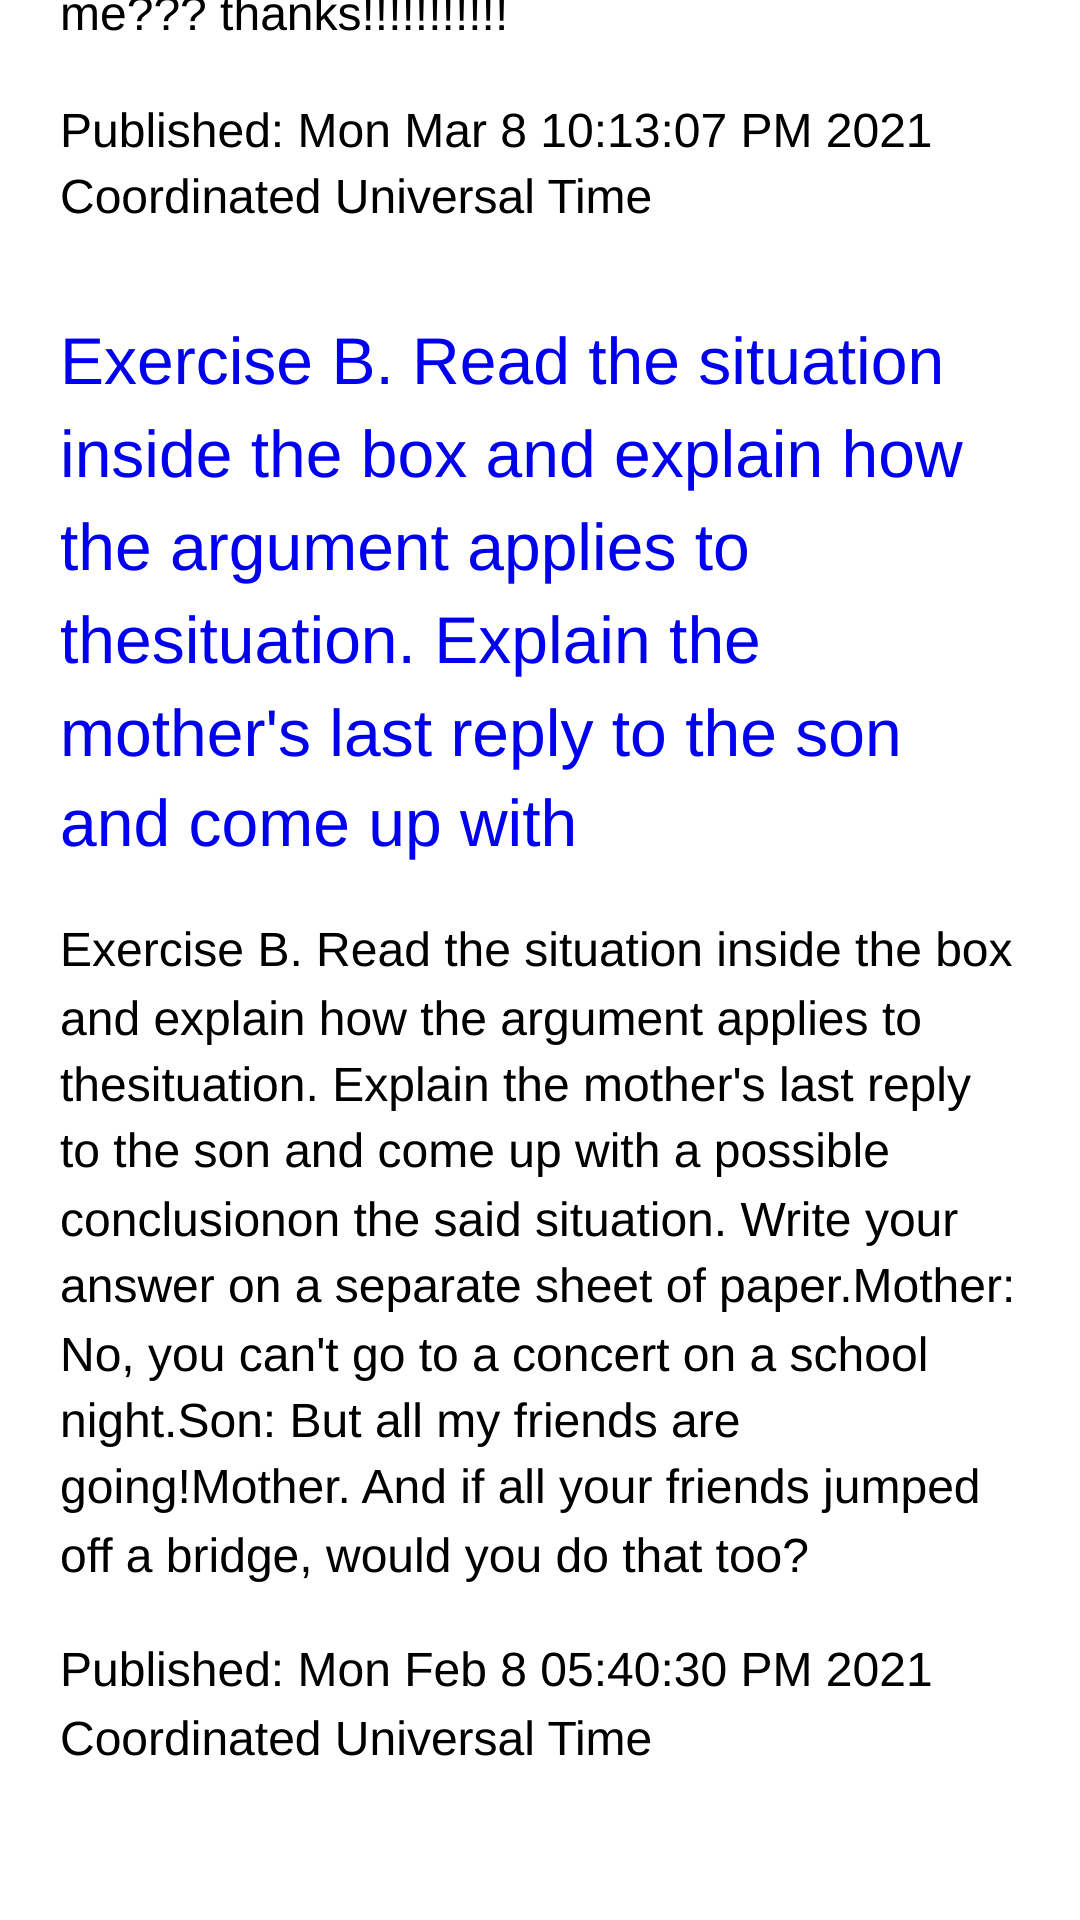 me??? thanks!!!!!!!!!!!
Published: Mon Mar 8 10:13:07 PM 2021
Coordinated Universal Time
Exercise B. Read the situation
inside the box and explain how
the argument applies to
thesituation. Explain the
mother's last reply to the son
and come up with
Exercise B. Read the situation inside the box
and explain how the argument applies to
thesituation. Explain the mother's last reply
to the son and come up with a possible
conclusionon the said situation. Write your
answer on a separate sheet of paper.Mother:
No, you can't go to a concert on a school
night.Son: But all my friends are
going!Mother. And if all your friends jumped
off a bridge, would you do that too?
Published: Mon Feb 8 05:40:30 PM 2021
Coordinated Universal Time